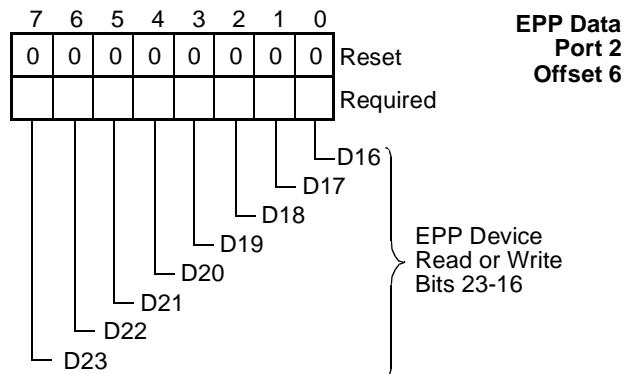 7 6 5 4 3 2 1 0
EPP Data
Port 2
Offset 6
0 0 0 0 0 0 0 0 Reset
Required
D16
D17
D18
D19
D20
D21
D22
D23
EPP Device
Read or Write
Bits 23-16